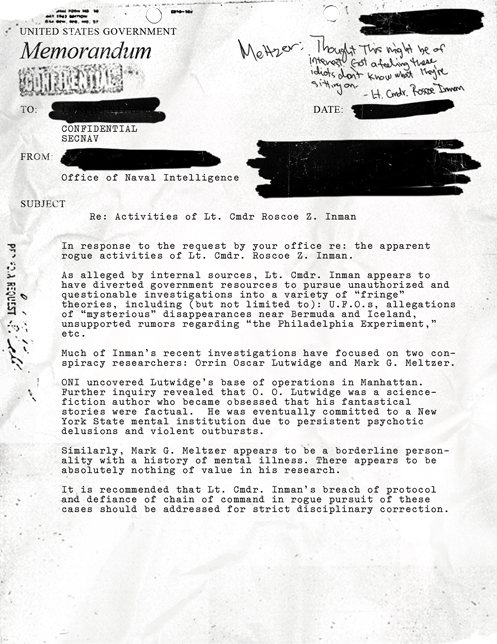 JULY 1962 EDITION
UNITED STATES GOVERNMENT
Memorandum
CONFIDENTIAL
Meltzer: Thought This might be of
interest. Got a feeling these
idiots don't know what they're
sitting on.
- Lt. Cmdr. Roscoe Inman
TO:
DATE:
CONFIDENTIAL
SECNAV
FROM:
Office of Naval Intelligence
SUBJECT
Re: Activities of Lt. Cmdr Roscoe Z. Inman
In response to the request by your office re: the apparent
rogue activities of Lt. Cmdr. Roscoe Z. Inman.
As alleged by internal sources, Lt. Cmdr. Inman appears to
have diverted government resources to pursue unauthorized and
questionable investigations into a variety of “fringe”
theories, including (but not limited to): U.F.O.s, allegations
of “mysterious” disappearances near Bermuda and Iceland,
unsupported rumors regarding “the Philadelphia Experiment,”
etc.
Much of Inman's recent investigations have focused on two con-
spiracy researchers: Orrin Oscar Lutwidge and Mark G. Meltzer.
ONI uncovered Lutwidge's base of operations in Manhattan.
Further inquiry revealed that O. O. Lutwidge was a science-
fiction author who became obsessed that his fantastical
stories were factual. He was eventually committed to a New
York State mental institution due to persistent psychotic
delusions and violent outbursts.
Similarly, Mark G. Meltzer appears to be a borderline person-
ality with a history of mental illness. There appears to be
absolutely nothing of value in his research.
It is recommended that Lt. Cmdr. Inman's breach of protocol
and defiance of chain of command in rogue pursuit of these
cases should be addressed for strict disciplinary correction.